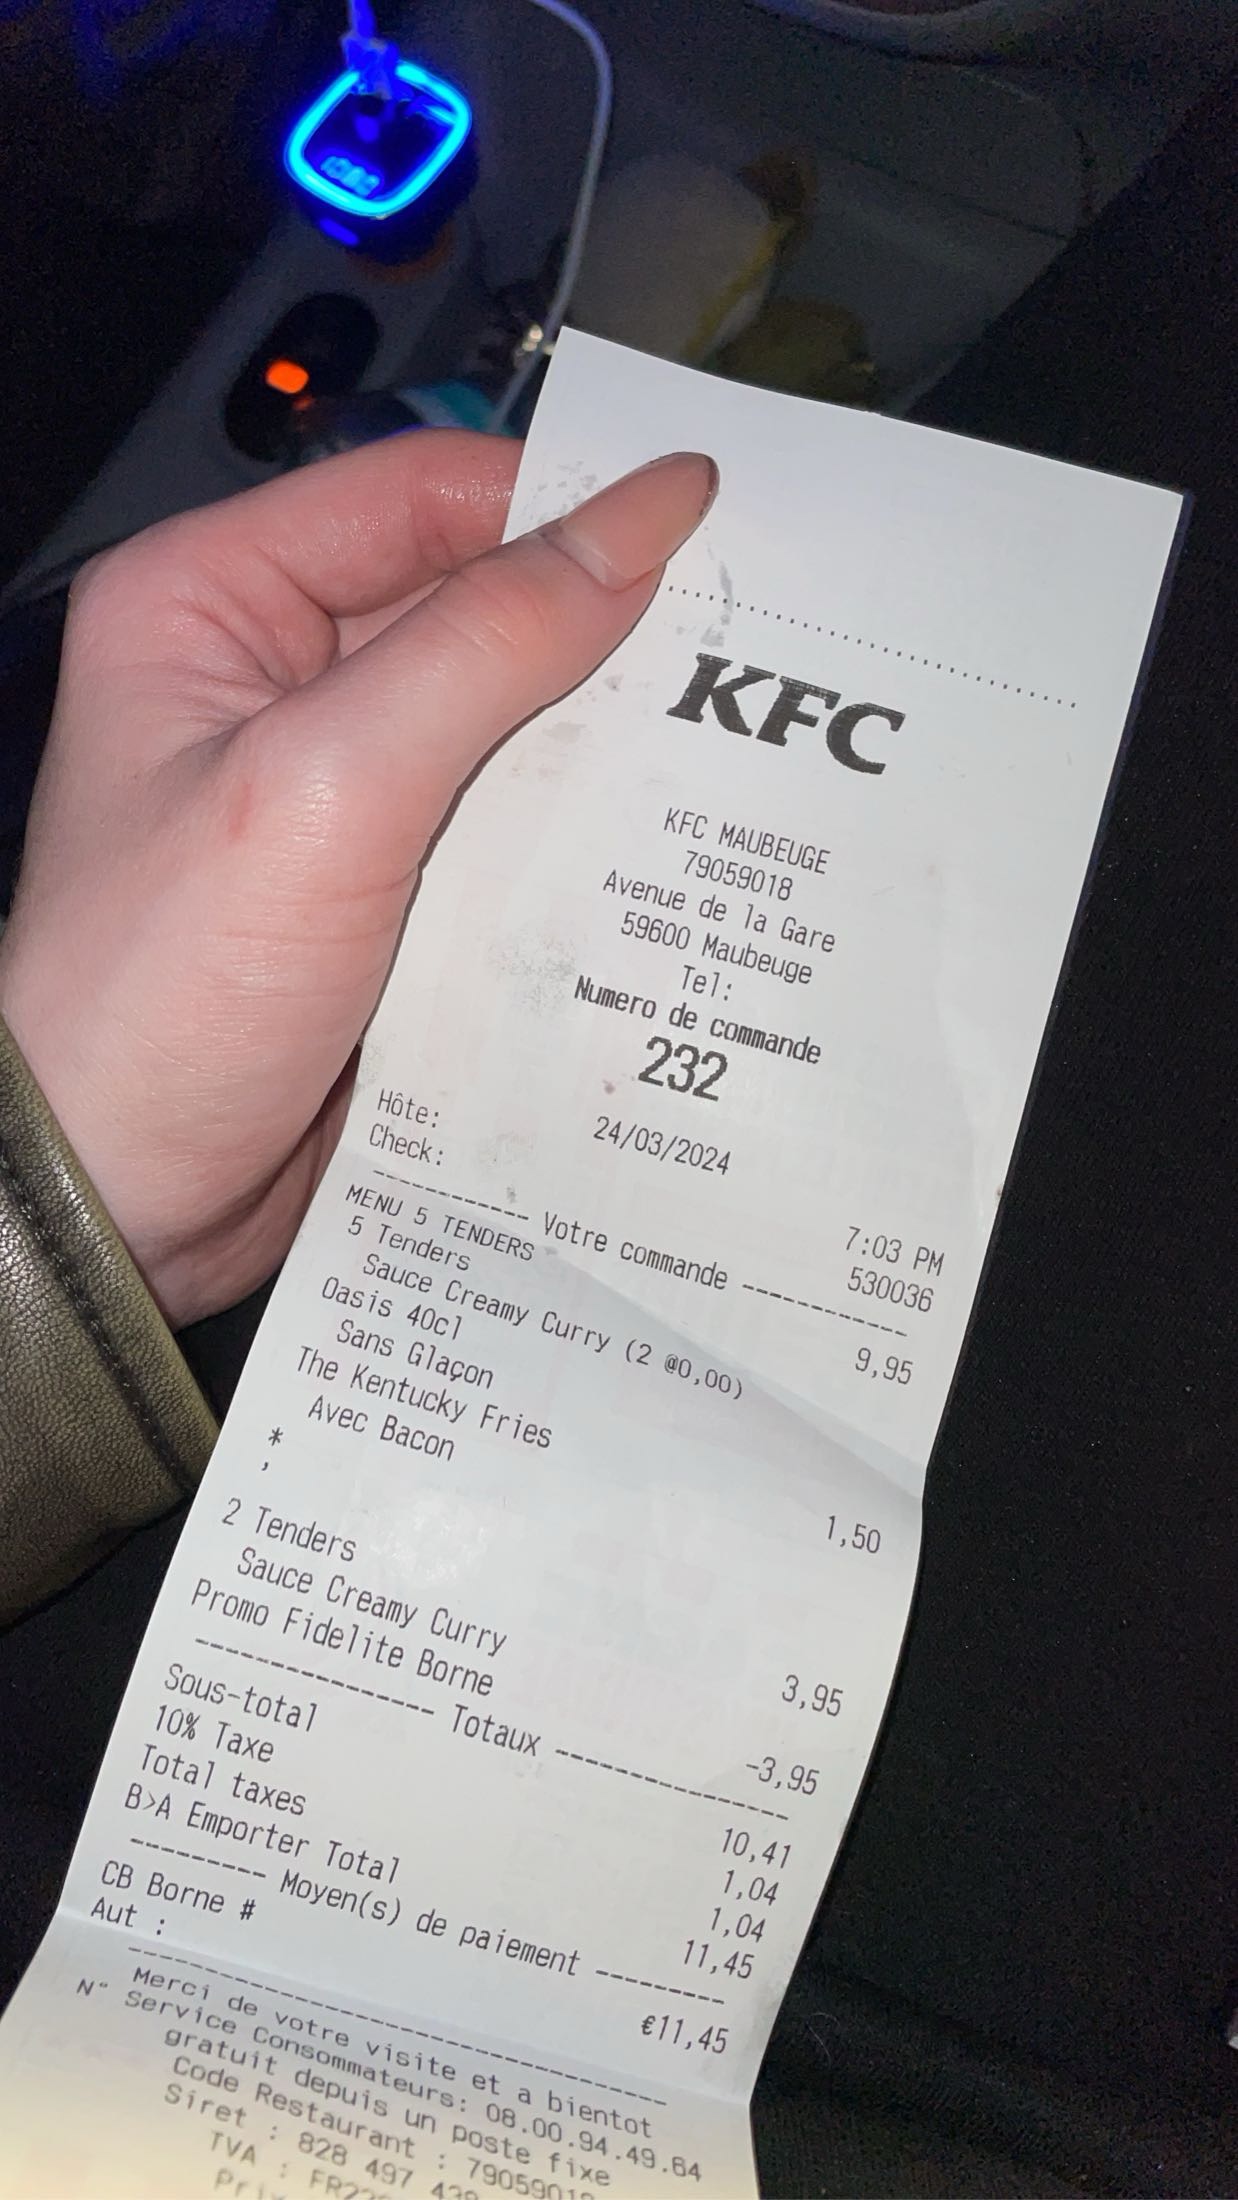 KFC
KFC MAUBEUGE
79059018
Avenue de la Gare
59600 Maubeuge
Tel:
Numero de commande
232
24/03/2024
Hôte: 7:03 PM
Check: 530036
------------ Votre commande -------------
MENU 5 TENDERS 9,95
5 Tenders
Sauce Creamy Curry (2 @0,00)
Oasis 40cl
Sans Glaçon
The Kentucky Fries
Avec Bacon 1,50
*
,
2 Tenders 3,95
Sauce Creamy Curry
Promo Fidelite Borne -3,95
------------------ Totaux ------------------
Sous-total 10,41
10% Taxe 1,04
Total taxes 1,04
B>A Emporter Total 11,45
--------- Moyen(s) de paiement ---------
CB Borne # €11,45
Aut :
Merci de votre visite et a bientot
N° Service Consommateurs: 08.00.94.49.64
gratuit depuis un poste fixe
Code Restaurant : 79059018
Siret : 828 497 439
TVA : FR22
Prix